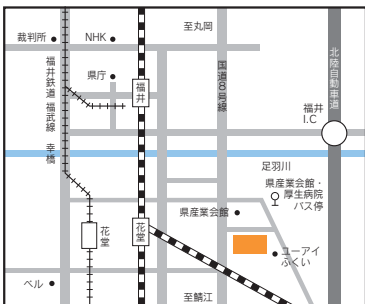 至丸岡
裁判所
NHK
県庁
福井鉄道 福武線
幸橋
福井
国道8号線
北陸自動車道
福井
I.C
足羽川
県産業会館・
厚生病院
バス停
県産業会館
花堂
花堂
ユーアイ
ふくい
ベル
至鯖江